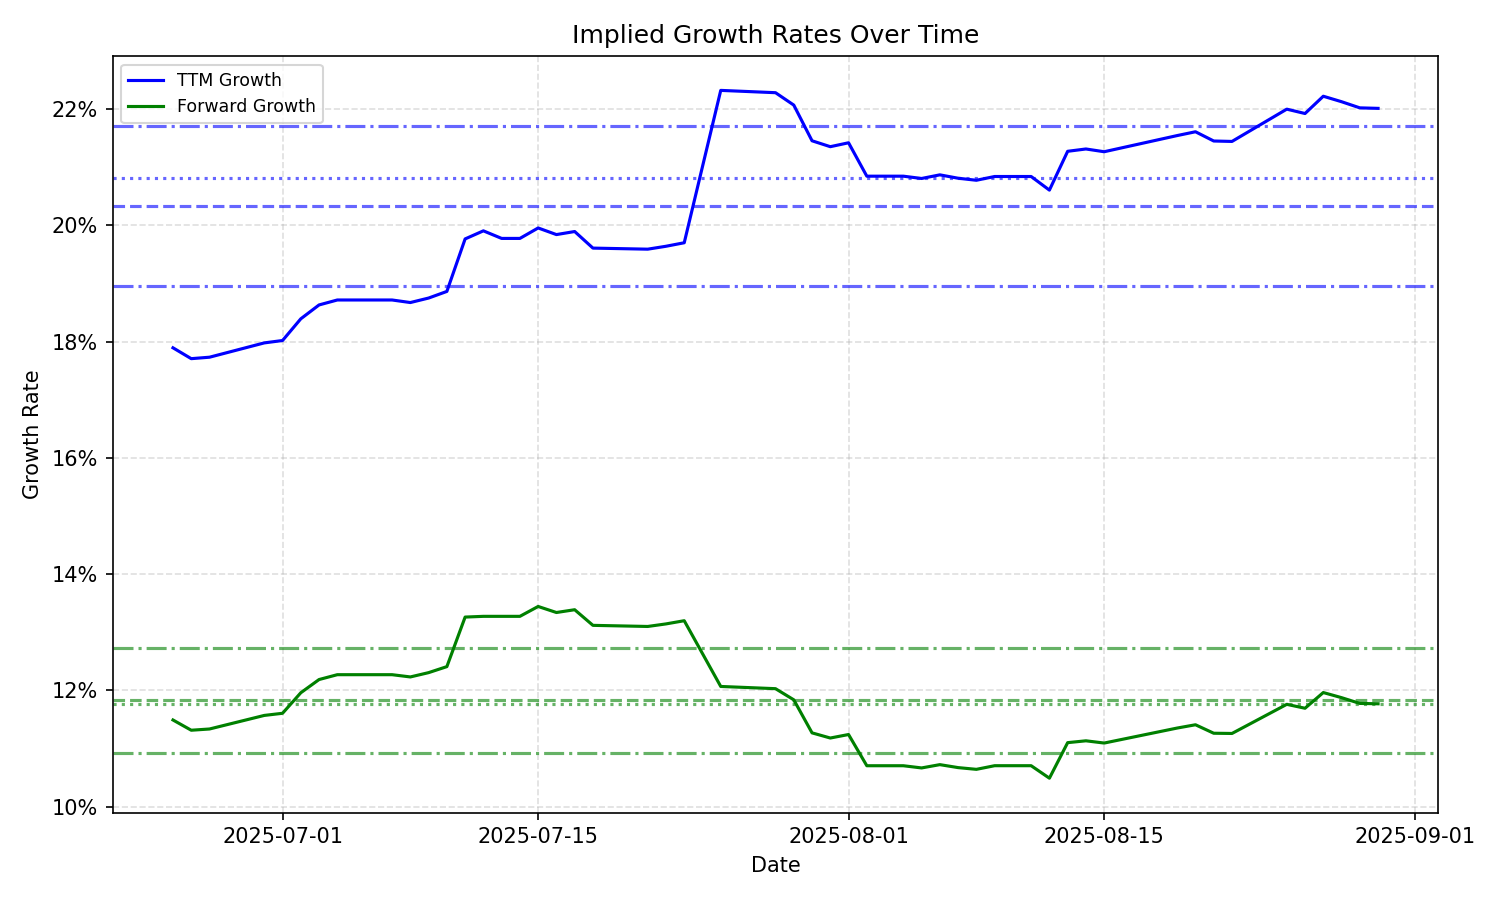 Implied Growth Rates Over Time
TTM Growth
Forward Growth
22%
20%
18%
16%
14%
12%
10%
Growth Rate
2025-07-01
2025-07-15
2025-08-01
2025-08-15
2025-09-01
Date